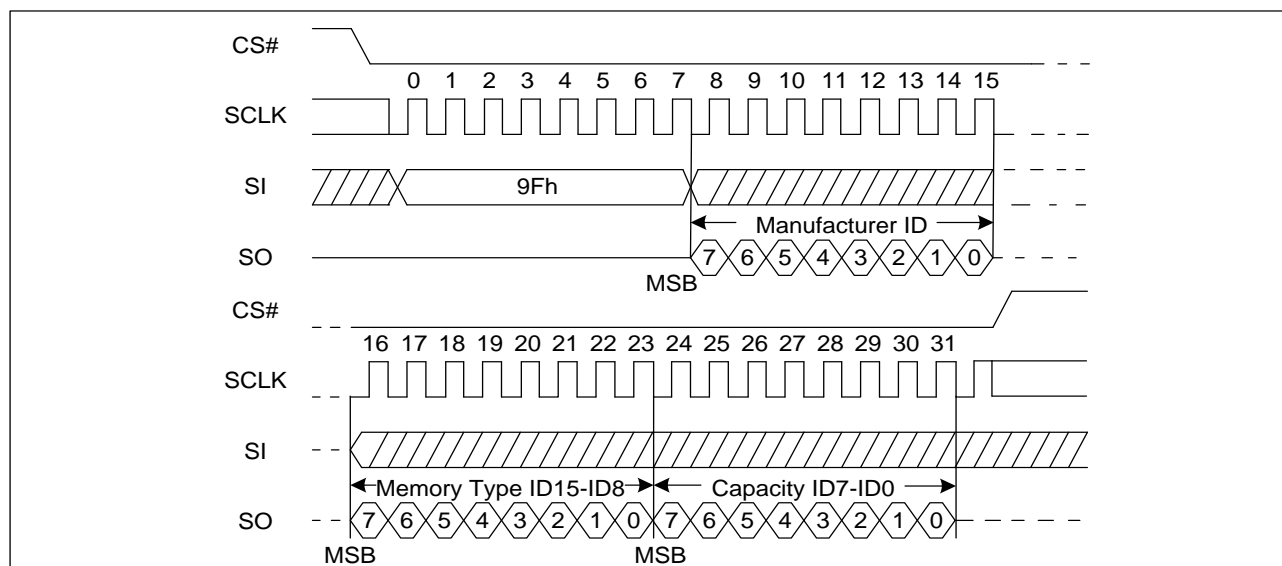 CS#
0 1 2 3 4 5 6 7 8 9 10 11 12 13 14 15
SCLK
SI 9Fh
Manufacturer ID
SO 7 6 5 4 3 2 1 0
MSB
CS#
16 17 18 19 20 21 22 23 24 25 26 27 28 29 30 31
SCLK
SI
Memory Type ID15-ID8 Capacity ID7-ID0
SO 7 6 5 4 3 2 1 0 7 6 5 4 3 2 1 0
MSB MSB